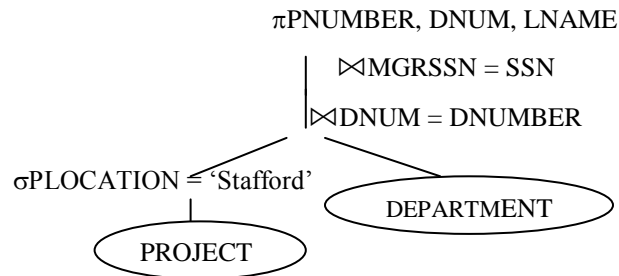 πPNUMBER, DNUM, LNAME
⋈MGRSSN = SSN
⋈DNUM = DNUMBER
σPLOCATION = ‘Stafford’
DEPARTMENT
PROJECT